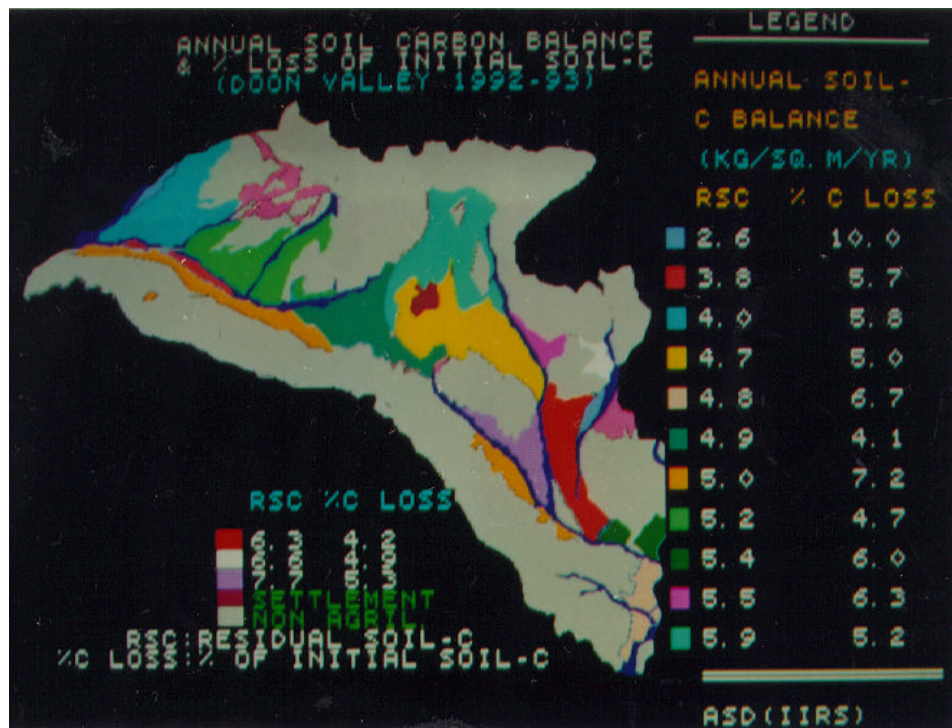 ANNUAL SOIL CARBON BALANCE
& % LOSS OF INITIAL SOIL-C
(DOON VALLEY 1992-93)
LEGEND
ANNUAL SOIL-
C BALANCE
(KG/SQ. M/YR)
RSC % C LOSS
2. 6 10. 0
3. 8 5. 7
4. 0 5. 8
4. 7 5. 0
4. 8 6. 7
4. 9 4. 1
5. 0 7. 2
5. 2 4. 7
5. 4 6. 0
5. 5 6. 3
5. 9 5. 2
ASD(IIRS)
RSC %C LOSS
SETTLEMENT
NON AGRIL.
RSC:RESIDUAL SOIL-C
%C LOSS:% OF INITIAL SOIL-C